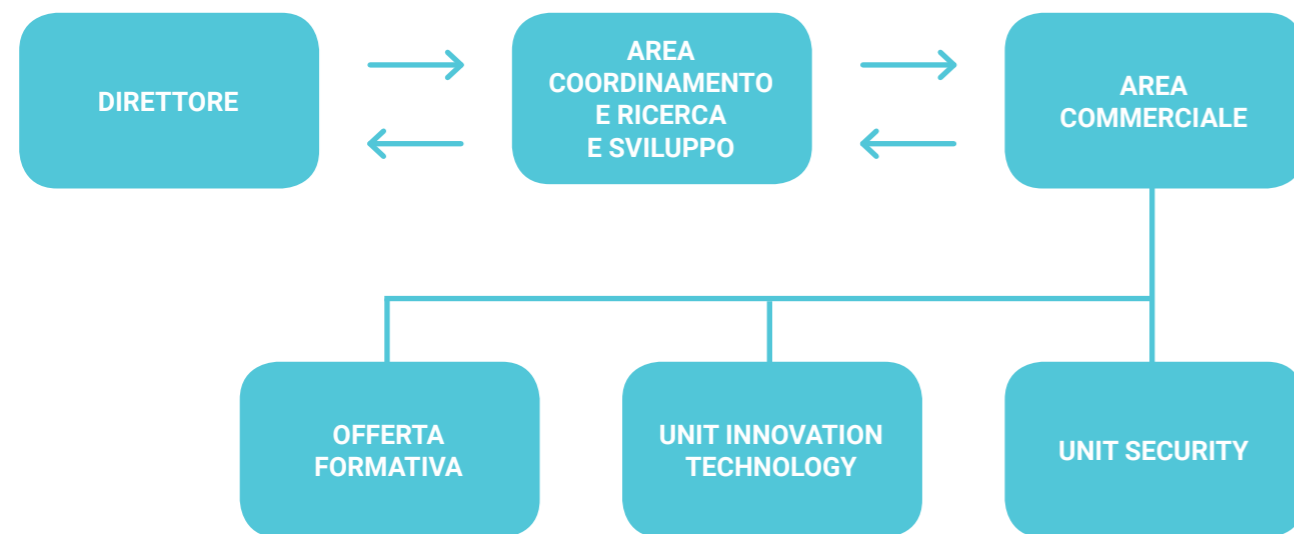 DIRETTORE
AREA
COORDINAMENTO
E RICERCA
E SVILUPPO
AREA
COMMERCIALE
OFFERTA
FORMATIVA
UNIT INNOVATION
TECHNOLOGY
UNIT SECURITY